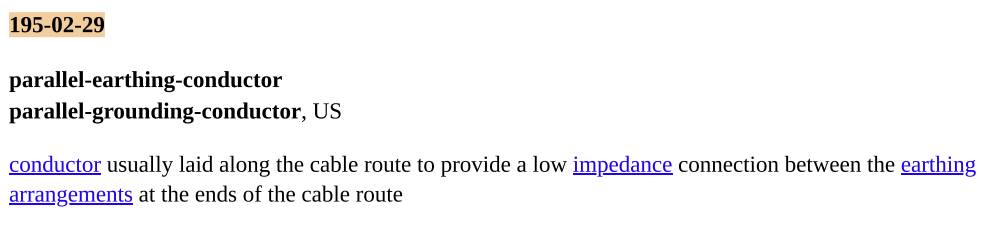 195-02-29
parallel-earthing-conductor
parallel-grounding-conductor, US
conductor usually laid along the cable route to provide a low impedance connection between the earthing
arrangements at the ends of the cable route